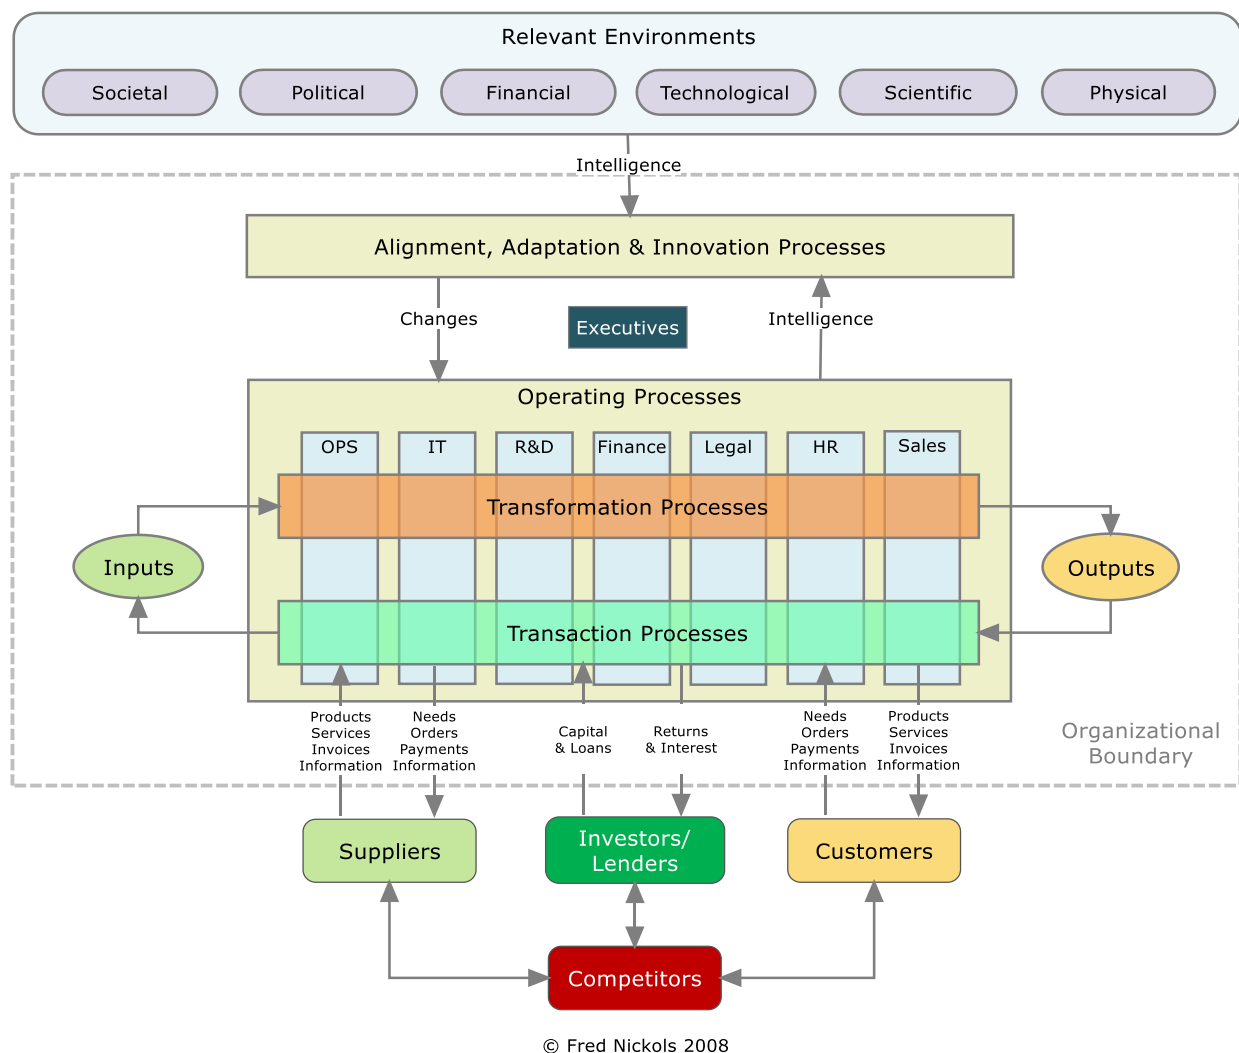 Relevant Environments
Societal
Political
Financial
Technological
Scientific
Physical
Intelligence
Alignment, Adaptation & Innovation Processes
Changes
Executives
Intelligence
Operating Processes
OPS
IT
R&D
Finance
Legal
HR
Sales
Transformation Processes
Inputs
Outputs
Transaction Processes
Products
Services
Invoices
Information
Needs
Orders
Payments
Information
Capital
& Loans
Returns
& Interest
Needs
Orders
Payments
Information
Products
Services
Invoices
Information
Organizational
Boundary
Suppliers
Investors/
Lenders
Customers
Competitors
© Fred Nickols 2008